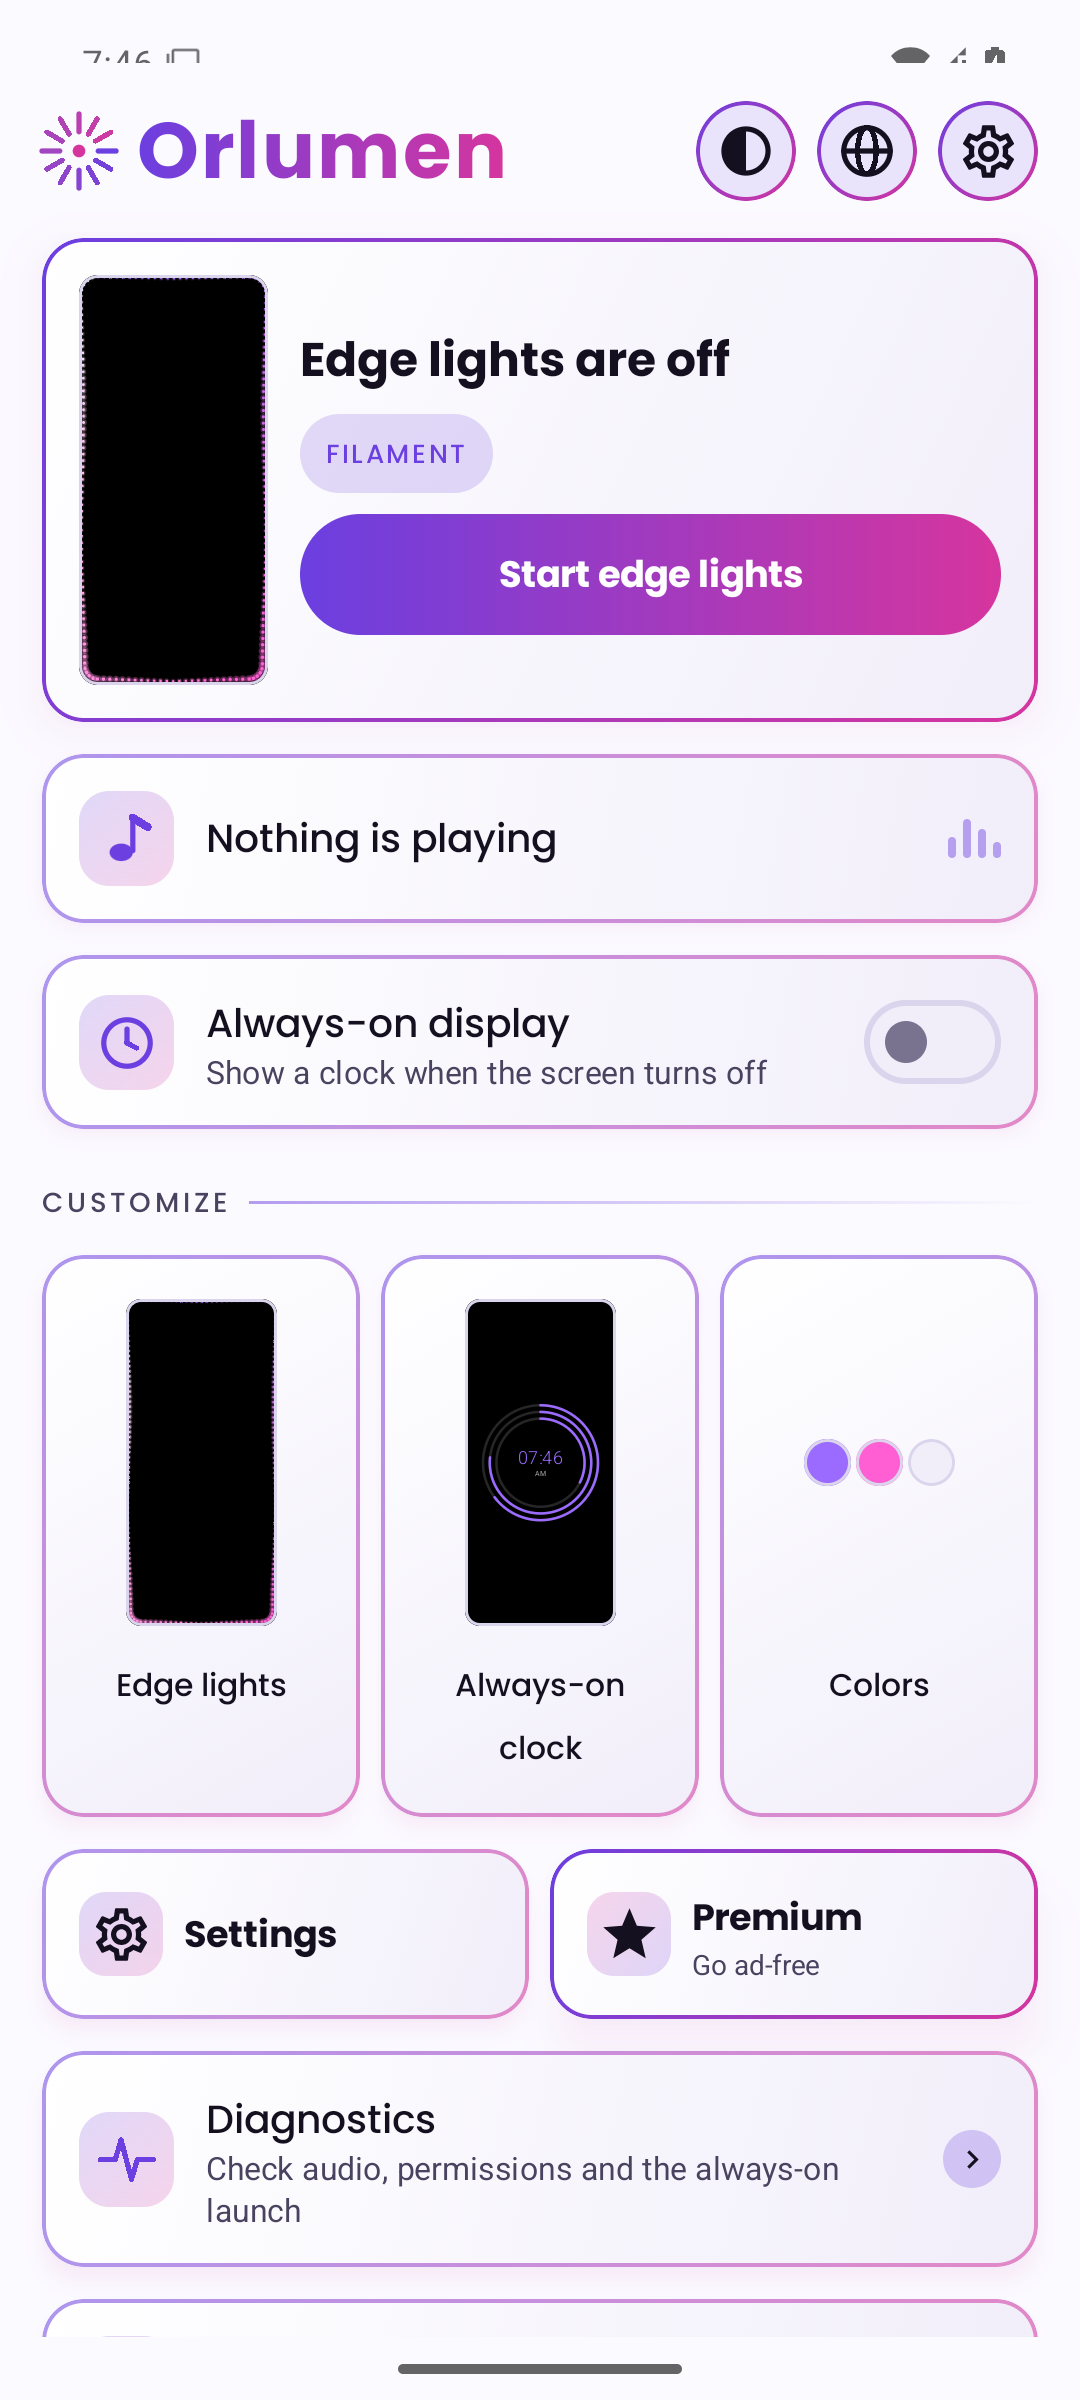 7:46
Orlumen
Edge lights are off
FILAMENT
Start edge lights
Nothing is playing
Always-on display
Show a clock when the screen turns off
CUSTOMIZE
07:46
AM
Edge lights
Always-on
clock
Colors
Settings
Premium
Go ad-free
Diagnostics
Check audio, permissions and the always-on
launch